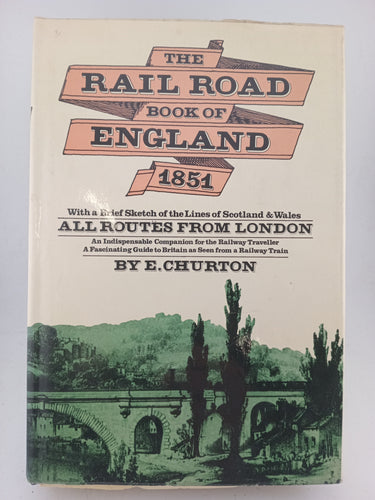 THE
RAIL ROAD
BOOK OF
ENGLAND
1851
With a Brief Sketch of the Lines of Scotland & Wales
ALL ROUTES FROM LONDON
An Indispensable Companion for the Railway Traveller
A Fascinating Guide to Britain as Seen from a Railway Train
BY E. CHURTON